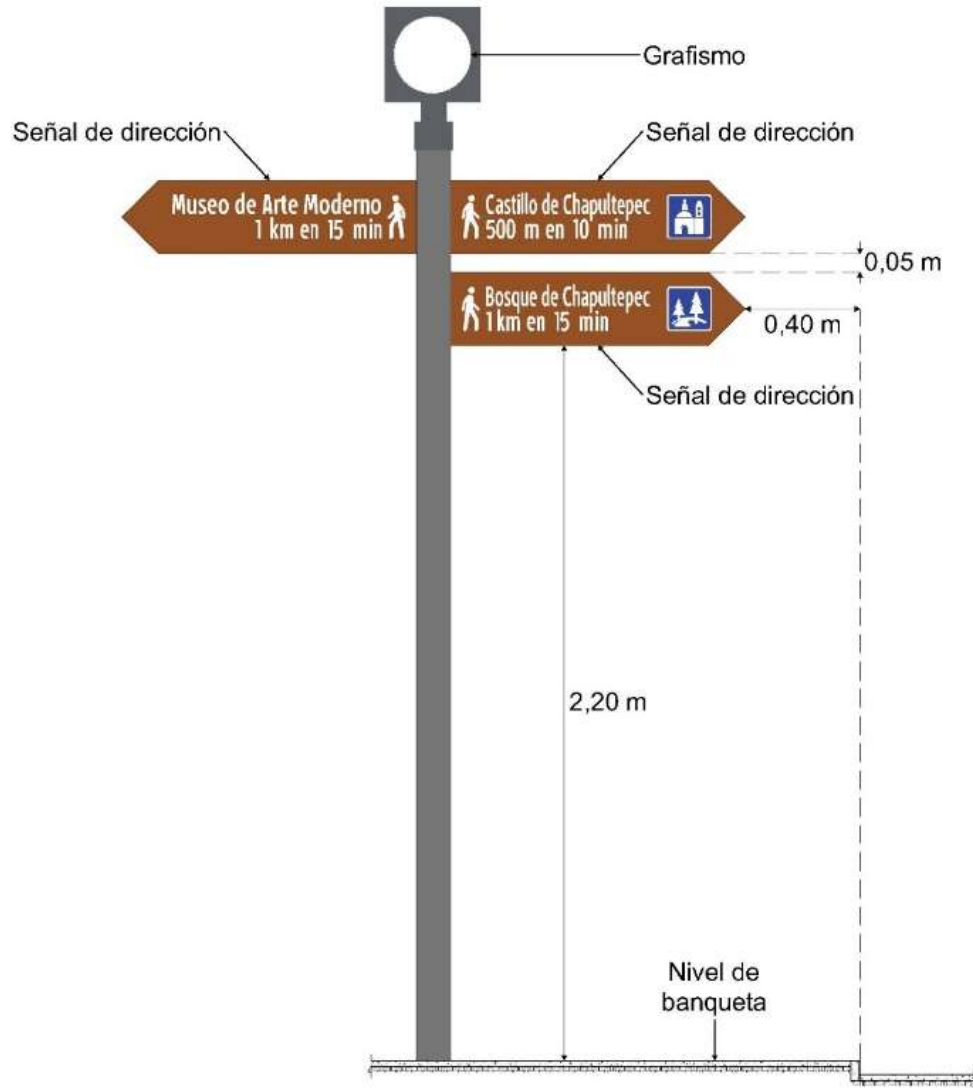 Grafismo
Señal de dirección
Señal de dirección
Museo de Arte Moderno
1 km en 15 min
Castillo de Chapultepec
500 m en 10 min
0,05 m
Bosque de Chapultepec
1 km en 15 min
0,40 m
Señal de dirección
2,20 m
Nivel de
banqueta